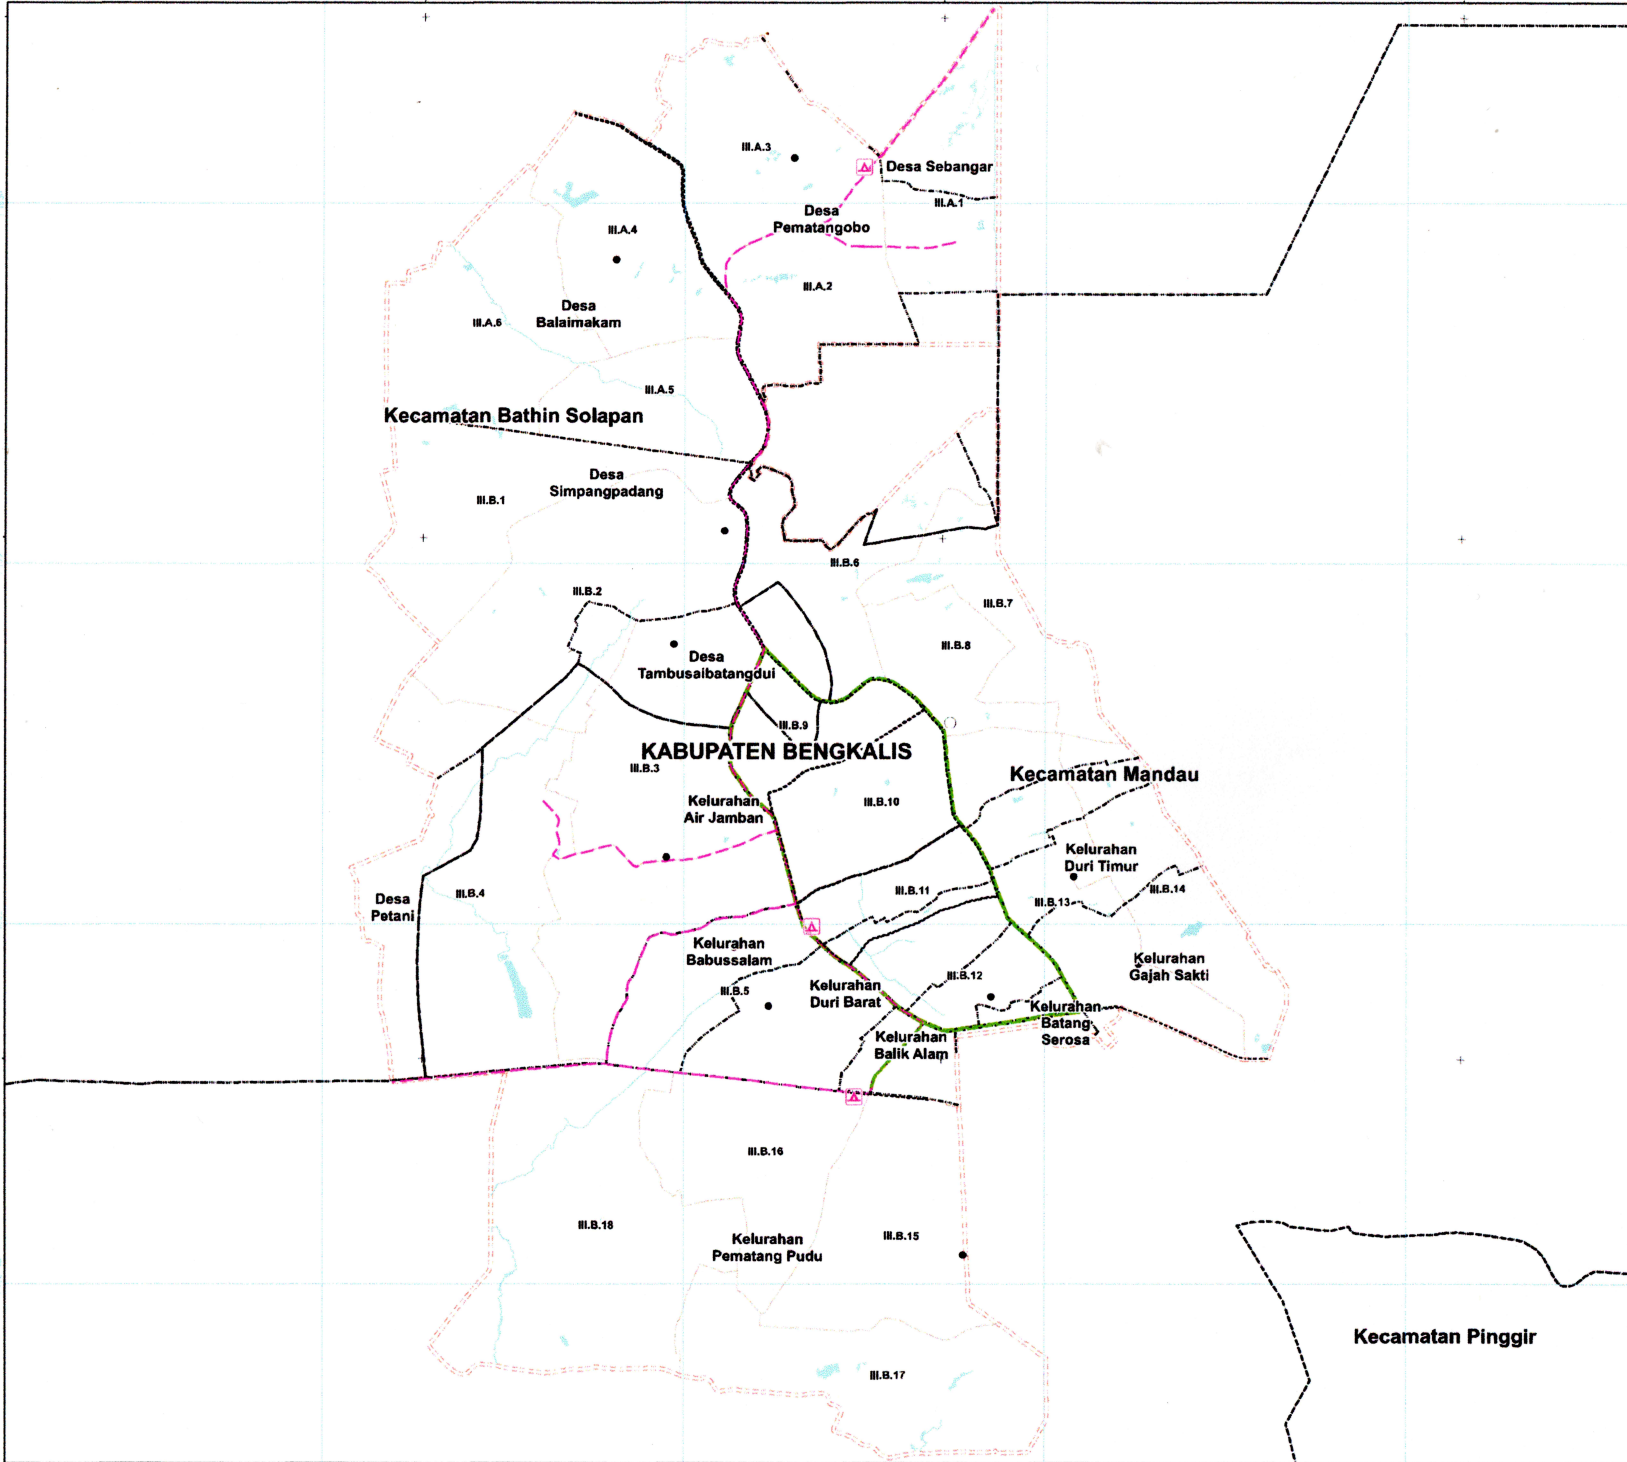 III.A.3
Desa Sebangar
III.A.1
Desa
Pematangobo
III.A.4
III.A.2
Desa
Balaimakam
III.A.6
III.A.5
Kecamatan Bathin Solapan
Desa
Simpangpadang
III.B.1
III.B.6
III.B.2
III.B.7
III.B.8
Desa
Tambusaibatangdui
III.B.9
KABUPATEN BENGKALIS
III.B.3
Kecamatan Mandau
Kelurahan
Air Jamban
III.B.10
Kelurahan
Duri Timur
III.B.4
III.B.11
III.B.14
Desa
Petani
III.B.13
Kelurahan
Babussalam
Kelurahan
Gajah Sakti
III.B.12
III.B.5
Kelurahan
Duri Barat
Kelurahan
Batang
Serosa
Kelurahan
Balik Alam
III.B.16
III.B.18
Kelurahan
Pematang Pudu
III.B.15
Kecamatan Pinggir
III.B.17